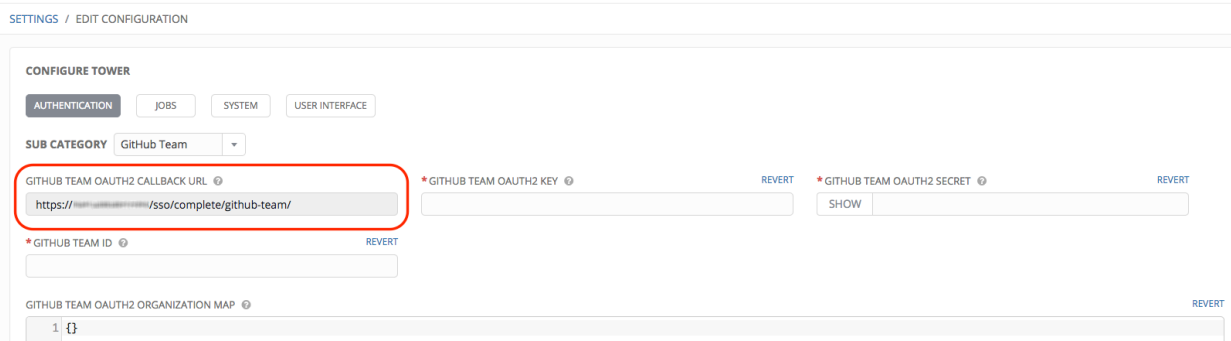 SETTINGS / EDIT CONFIGURATION
CONFIGURE TOWER
AUTHENTICATION JOBS SYSTEM USER INTERFACE
SUB CATEGORY GitHub Team
GITHUB TEAM OAUTH2 CALLBACK URL
https:// /sso/complete/github-team/
* GITHUB TEAM OAUTH2 KEY REVERT
* GITHUB TEAM OAUTH2 SECRET REVERT
SHOW
* GITHUB TEAM ID REVERT
GITHUB TEAM OAUTH2 ORGANIZATION MAP REVERT
1 {}